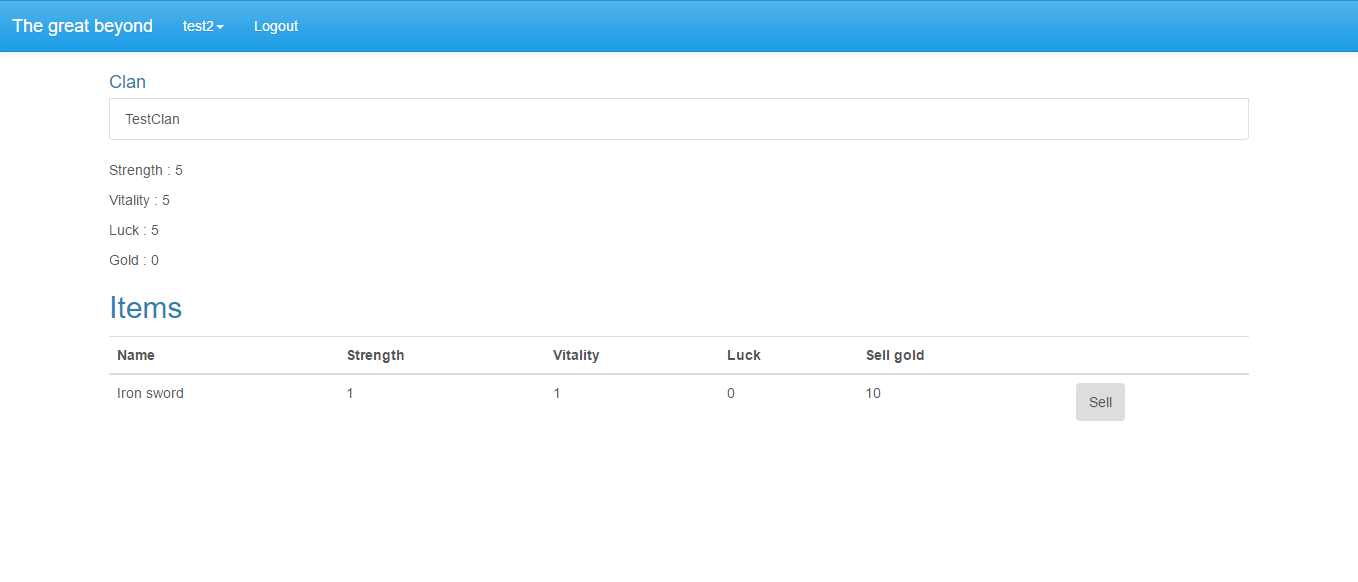 The great beyond test2 Logout
Clan
TestClan
Strength : 5
Vitality : 5
Luck : 5
Gold : 0
Items
Name Strength Vitality Luck Sell gold
Iron sword 1 1 0 10 Sell